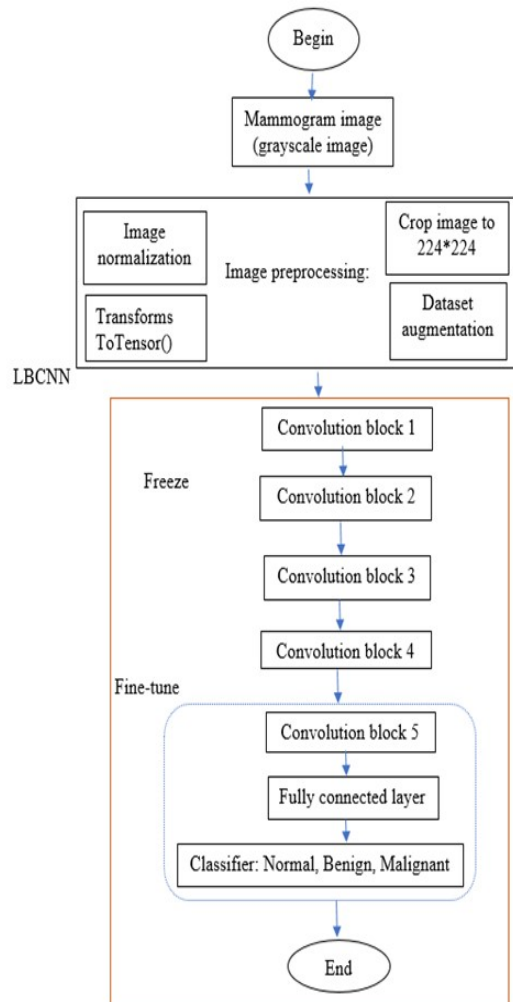 Begin
Mammogram image
(grayscale image)
Image
normalization
Image preprocessing:
Crop image to
224*224
Transforms
ToTensor()
Dataset
augmentation
LBCNN
Convolution block 1
Freeze
Convolution block 2
Convolution block 3
Convolution block 4
Fine-tune
Convolution block 5
Fully connected layer
Classifier: Normal, Benign, Malignant
End